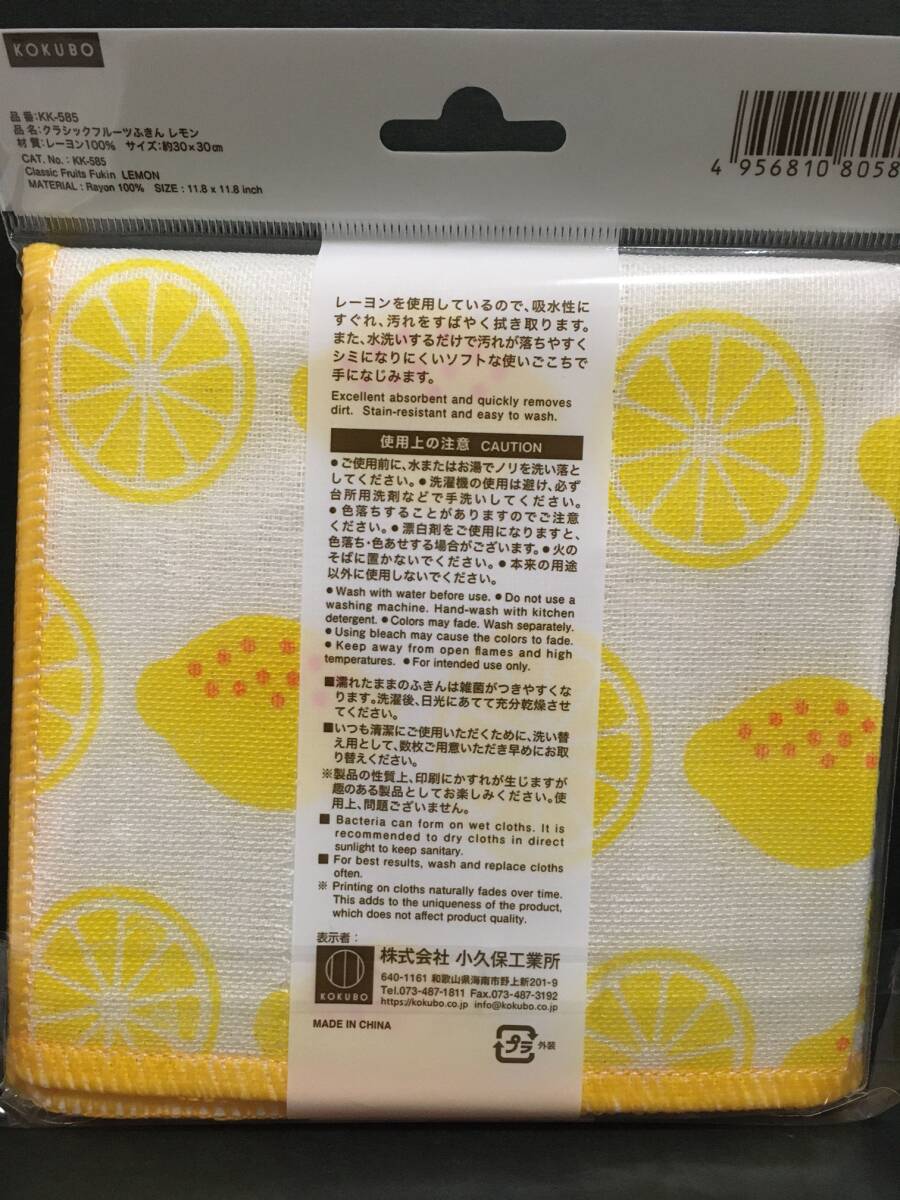 KOKUBO
品番:KK-585
品名:クラシックフルーツふきん レモン
材質:レーヨン100% サイズ:約30×30㎝
CAT. No.: KK-585
Classic Fruits Fukin LEMON
MATERIAL : Rayon 100% SIZE : 11.8 x 11.8 inch
4 956810 8058
レーヨンを使用しているので、吸水性に
すぐれ、汚れをすばやく拭き取ります。
また、水洗いするだけで汚れが落ちやすく
シミになりにくいソフトな使いごこちで
手になじみます。
Excellent absorbent and quickly removes
dirt. Stain-resistant and easy to wash.
使用上の注意 CAUTION
●ご使用前に、水またはお湯でノリを洗い落と
してください。●洗濯機の使用は避け、必ず
台所用洗剤などで手洗いしてください。
●色落ちすることがありますのでご注意
ください。●漂白剤をご使用になりますと、
色落ち・色あせする場合がございます。●火の
そばに置かないでください。●本来の用途
以外に使用しないでください。
●Wash with water before use. ●Do not use a
washing machine. Hand-wash with kitchen
detergent. ●Colors may fade. Wash separately.
●Using bleach may cause the colors to fade.
●Keep away from open flames and high
temperatures. ●For intended use only.
■濡れたままのふきんは雑菌がつきやすくな
ります。洗濯後、日光にあてて充分乾燥させ
てください。
■いつも清潔にご使用いただくために、洗い替
え用として、数枚ご用意いただき早めにお取
り替えください。
※製品の性質上、印刷にかすれが生じますが
趣のある製品としてお楽しみください。使
用上、問題ございません。
■ Bacteria can form on wet cloths. It is
recommended to dry cloths in direct
sunlight to keep sanitary.
■ For best results, wash and replace cloths
often.
※ Printing on cloths naturally fades over time.
This adds to the uniqueness of the product,
which does not affect product quality.
表示者:
KOKUBO
株式会社 小久保工業所
640-1161 和歌山県海南市野上新201-9
Tel.073-487-1811 Fax.073-487-3192
https://kokubo.co.jp info@kokubo.co.jp
MADE IN CHINA
プラ 外装